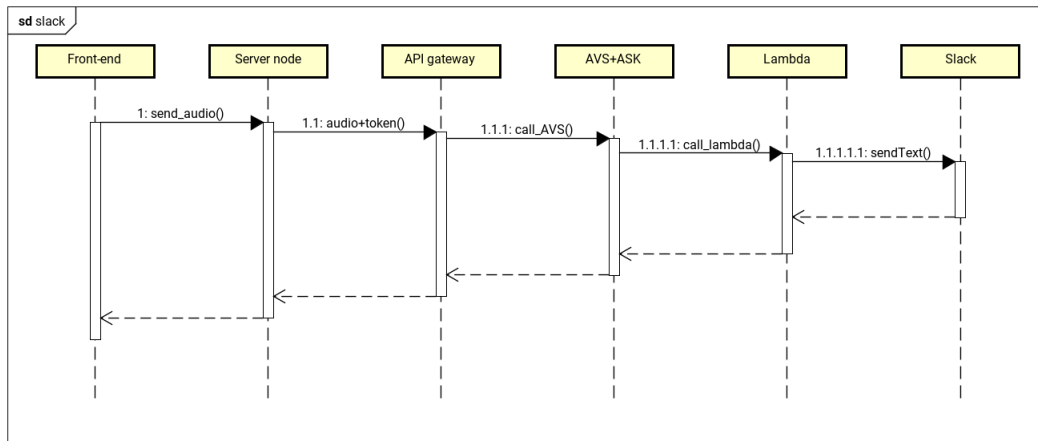 sd slack
Front-end
Server node
API gateway
AVS+ASK
Lambda
Slack
1: send_audio()
1.1: audio+token()
1.1.1: call_AVS()
1.1.1.1: call_lambda()
1.1.1.1.1: sendText()